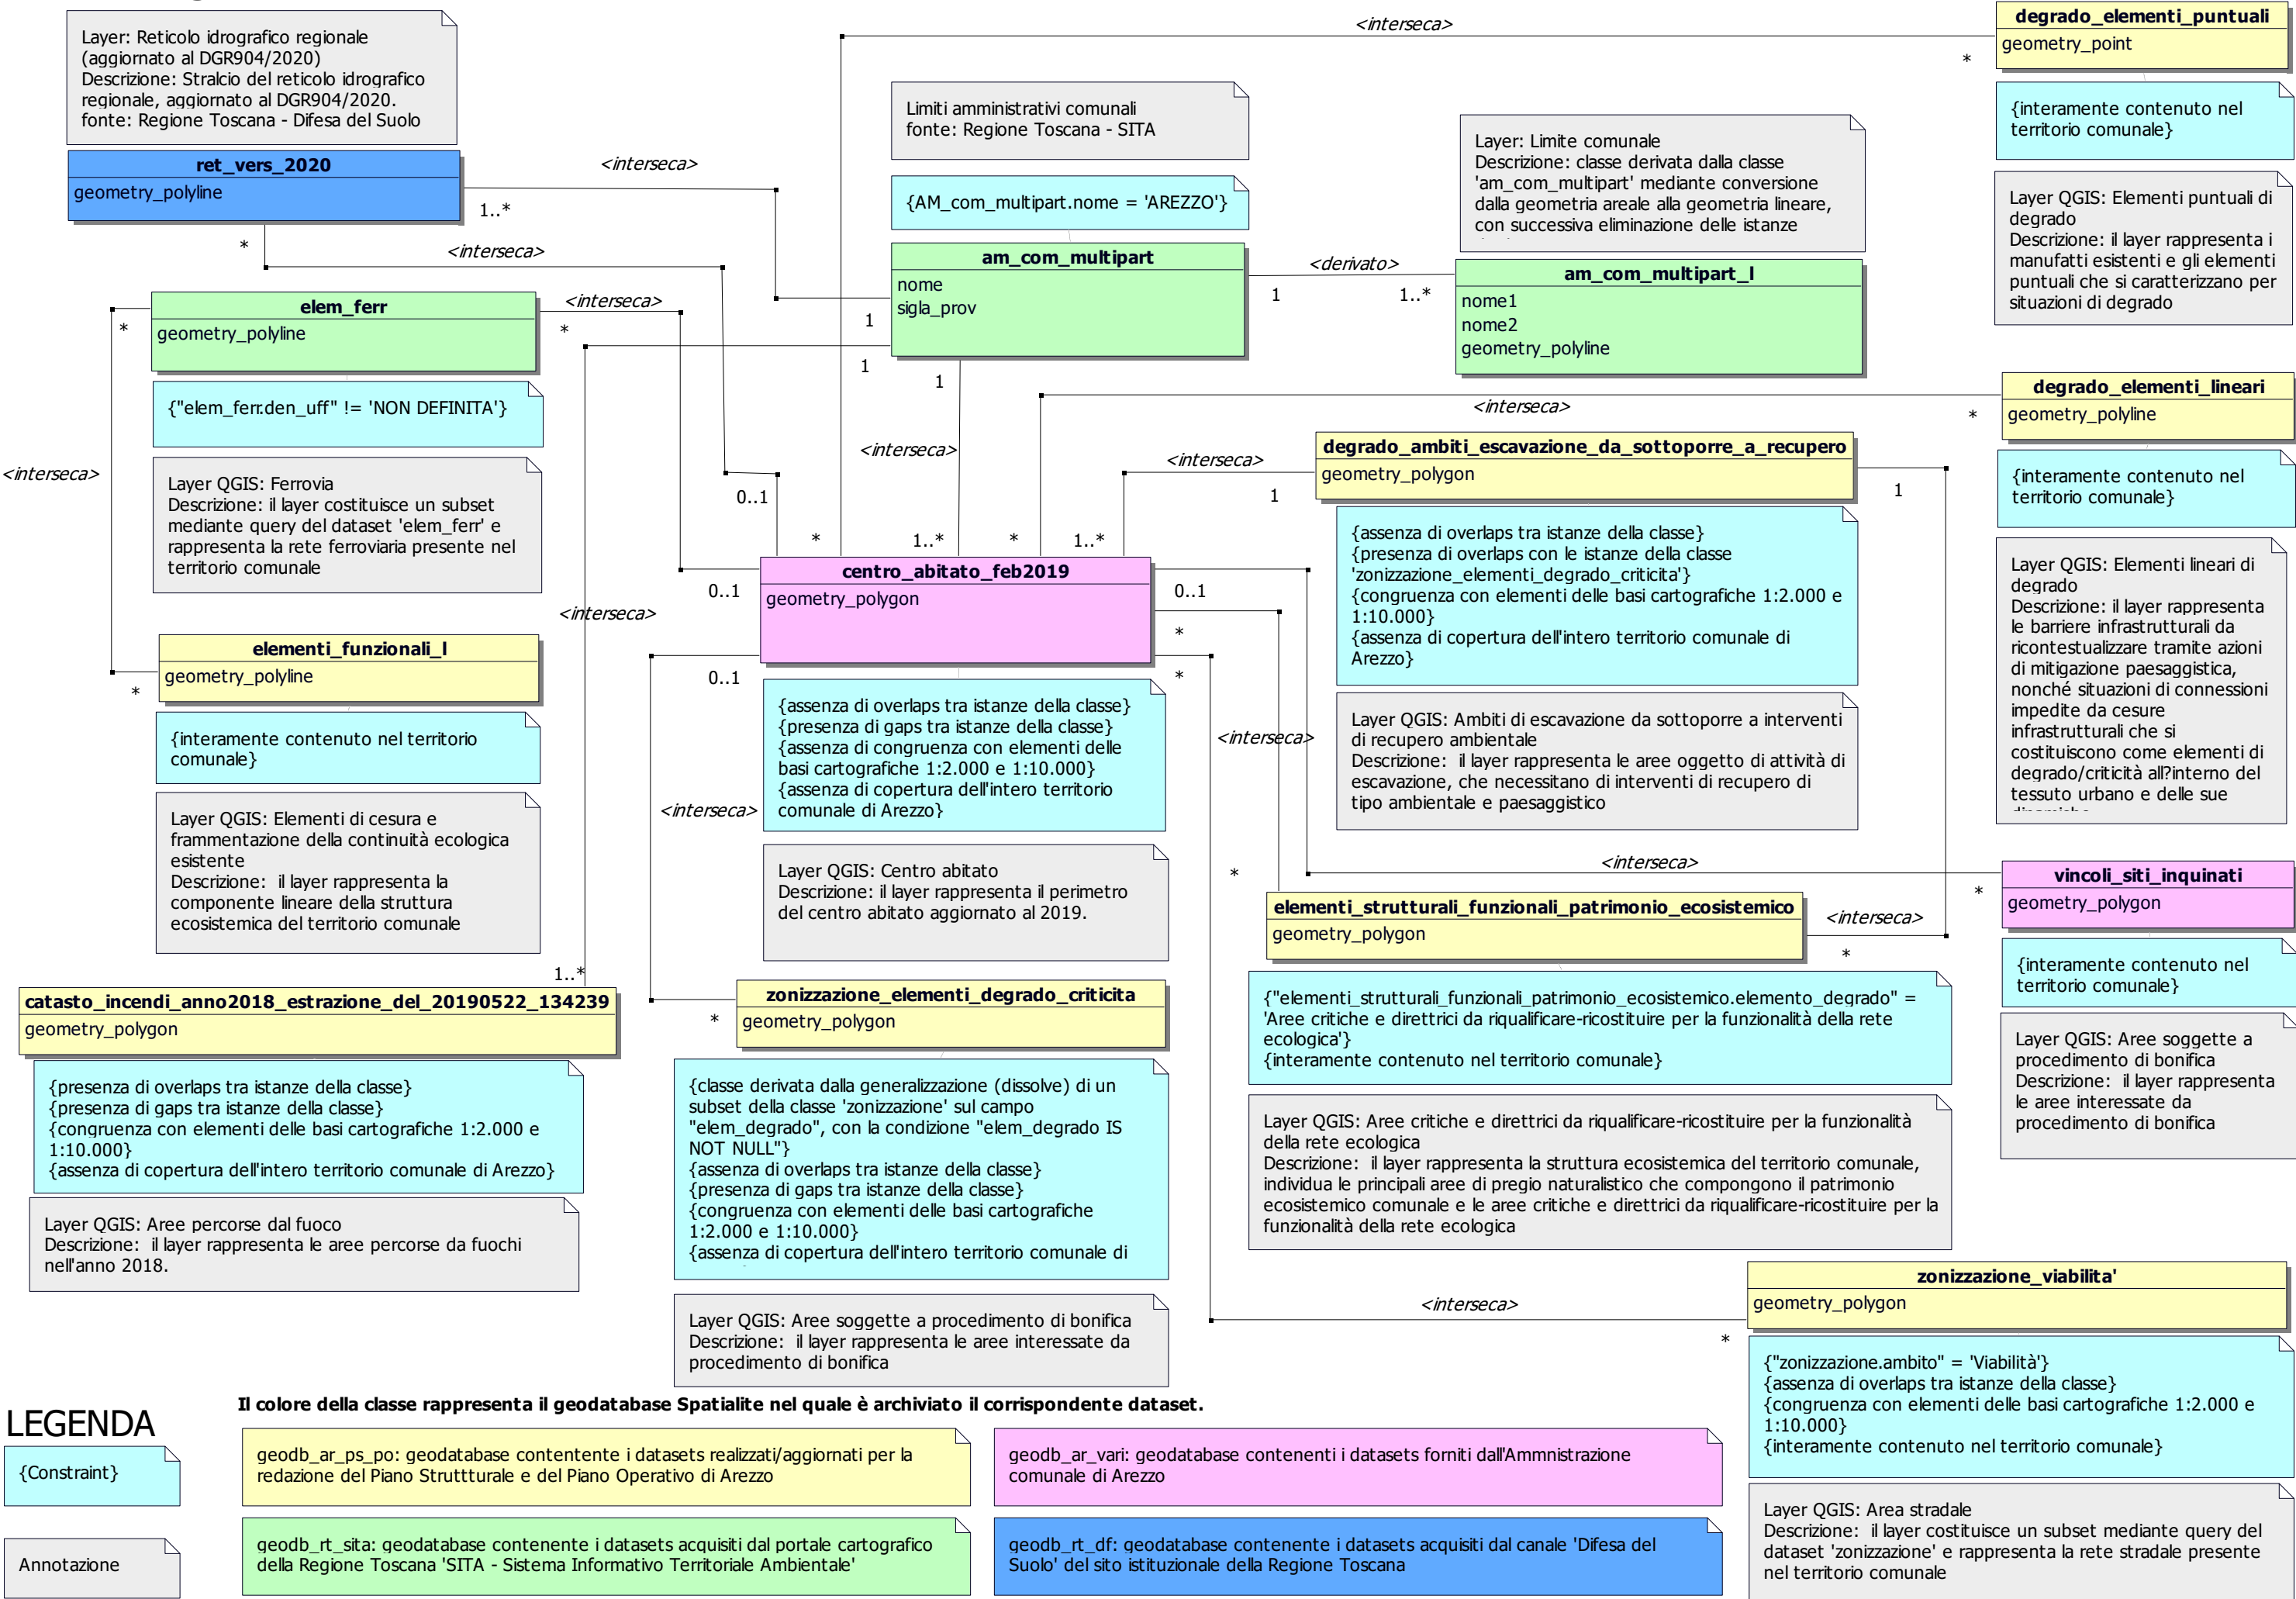 Layer: Reticolo idrografico regionale
(aggiornato al DGR904/2020)
Descrizione: Stralcio del reticolo idrografico
regionale, aggiornato al DGR904/2020.
fonte: Regione Toscana - Difesa del Suolo
ret_vers_2020
geometry_polyline
1..*
*
<interseca>
<interseca>
<interseca>
Limiti amministrativi comunali
fonte: Regione Toscana - SITA
{AM_com_multipart.nome = 'AREZZO'}
am_com_multipart
nome
sigla_prov
1
1
1
1
<derivato>
1..*
Layer: Limite comunale
Descrizione: classe derivata dalla classe
'am_com_multipart' mediante conversione
dalla geometria areale alla geometria lineare,
con successiva eliminazione delle istanze
am_com_multipart_l
nome1
nome2
geometry_polyline
degrado_elementi_puntuali
geometry_point
*
{interamente contenuto nel
territorio comunale}
Layer QGIS: Elementi puntuali di
degrado
Descrizione: il layer rappresenta i
manufatti esistenti e gli elementi
puntuali che si caratterizzano per
situazioni di degrado
elem_ferr
geometry_polyline
*
*
<interseca>
{"elem_ferr.den_uff" != 'NON DEFINITA'}
<interseca>
Layer QGIS: Ferrovia
Descrizione: il layer costituisce un subset
mediante query del dataset 'elem_ferr' e
rappresenta la rete ferroviaria presente nel
territorio comunale
elementi_funzionali_l
geometry_polyline
*
{interamente contenuto nel territorio
comunale}
Layer QGIS: Elementi di cesura e
frammentazione della continuità ecologica
esistente
Descrizione:  il layer rappresenta la
componente lineare della struttura
ecosistemica del territorio comunale
<interseca>
1..*
catasto_incendi_anno2018_estrazione_del_20190522_134239
geometry_polygon
{presenza di overlaps tra istanze della classe}
{presenza di gaps tra istanze della classe}
{congruenza con elementi delle basi cartografiche 1:2.000 e
1:10.000}
{assenza di copertura dell'intero territorio comunale di Arezzo}
Layer QGIS: Aree percorse dal fuoco
Descrizione:  il layer rappresenta le aree percorse da fuochi
nell'anno 2018.
<interseca>
0..1
*
1..*
*
1..*
centro_abitato_feb2019
geometry_polygon
0..1
0..1
0..1
*
*
{assenza di overlaps tra istanze della classe}
{presenza di gaps tra istanze della classe}
{assenza di congruenza con elementi delle
basi cartografiche 1:2.000 e 1:10.000}
{assenza di copertura dell'intero territorio
comunale di Arezzo}
Layer QGIS: Centro abitato
Descrizione: il layer rappresenta il perimetro
del centro abitato aggiornato al 2019.
<interseca>
*
zonizzazione_elementi_degrado_criticita
geometry_polygon
{classe derivata dalla generalizzazione (dissolve) di un
subset della classe 'zonizzazione' sul campo
"elem_degrado", con la condizione "elem_degrado IS
NOT NULL"}
{assenza di overlaps tra istanze della classe}
{presenza di gaps tra istanze della classe}
{congruenza con elementi delle basi cartografiche
1:2.000 e 1:10.000}
{assenza di copertura dell'intero territorio comunale di
Layer QGIS: Aree soggette a procedimento di bonifica
Descrizione:  il layer rappresenta le aree interessate da
procedimento di bonifica
<interseca>
*
degrado_elementi_lineari
geometry_polyline
{interamente contenuto nel
territorio comunale}
Layer QGIS: Elementi lineari di
degrado
Descrizione: il layer rappresenta
le barriere infrastrutturali da
ricontestualizzare tramite azioni
di mitigazione paesaggistica,
nonché situazioni di connessioni
impedite da cesure
infrastrutturali che si
costituiscono come elementi di
degrado/criticità all?interno del
tessuto urbano e delle sue
<interseca>
1
1
degrado_ambiti_escavazione_da_sottoporre_a_recupero
geometry_polygon
{assenza di overlaps tra istanze della classe}
{presenza di overlaps con le istanze della classe
'zonizzazione_elementi_degrado_criticita'}
{congruenza con elementi delle basi cartografiche 1:2.000 e
1:10.000}
{assenza di copertura dell'intero territorio comunale di
Arezzo}
Layer QGIS: Ambiti di escavazione da sottoporre a interventi
di recupero ambientale
Descrizione:  il layer rappresenta le aree oggetto di attività di
escavazione, che necessitano di interventi di recupero di
tipo ambientale e paesaggistico
<interseca>
<interseca>
*
*
vincoli_siti_inquinati
geometry_polygon
{interamente contenuto nel
territorio comunale}
Layer QGIS: Aree soggette a
procedimento di bonifica
Descrizione:  il layer rappresenta
le aree interessate da
procedimento di bonifica
elementi_strutturali_funzionali_patrimonio_ecosistemico
geometry_polygon
<interseca>
*
{"elementi_strutturali_funzionali_patrimonio_ecosistemico.elemento_degrado" =
'Aree critiche e direttrici da riqualificare-ricostituire per la funzionalità della rete
ecologica'}
{interamente contenuto nel territorio comunale}
Layer QGIS: Aree critiche e direttrici da riqualificare-ricostituire per la funzionalità
della rete ecologica
Descrizione:  il layer rappresenta la struttura ecosistemica del territorio comunale,
individua le principali aree di pregio naturalistico che compongono il patrimonio
ecosistemico comunale e le aree critiche e direttrici da riqualificare-ricostituire per la
funzionalità della rete ecologica
<interseca>
*
zonizzazione_viabilita'
geometry_polygon
{"zonizzazione.ambito" = 'Viabilità'}
{assenza di overlaps tra istanze della classe}
{congruenza con elementi delle basi cartografiche 1:2.000 e
1:10.000}
{interamente contenuto nel territorio comunale}
Layer QGIS: Area stradale
Descrizione:  il layer costituisce un subset mediante query del
dataset 'zonizzazione' e rappresenta la rete stradale presente
nel territorio comunale
LEGENDA
{Constraint}
Annotazione
Il colore della classe rappresenta il geodatabase Spatialite nel quale è archiviato il corrispondente dataset.
geodb_ar_ps_po: geodatabase contentente i datasets realizzati/aggiornati per la
redazione del Piano Struttturale e del Piano Operativo di Arezzo
geodb_ar_vari: geodatabase contenenti i datasets forniti dall'Ammnistrazione
comunale di Arezzo
geodb_rt_sita: geodatabase contenente i datasets acquisiti dal portale cartografico
della Regione Toscana 'SITA - Sistema Informativo Territoriale Ambientale'
geodb_rt_df: geodatabase contenente i datasets acquisiti dal canale 'Difesa del
Suolo' del sito istituzionale della Regione Toscana